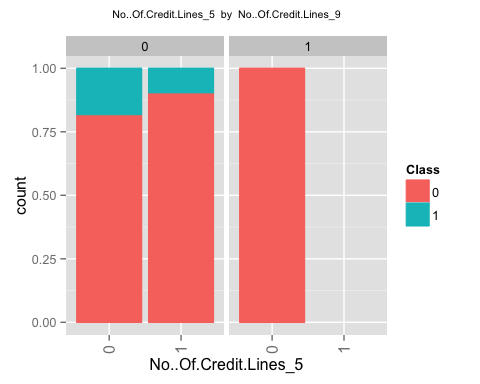 No..Of.Credit.Lines_5 by No..Of.Credit.Lines_9
0 1
1.00
0.75
0.50
0.25
0.00
count
0 1 0 1
No..Of.Credit.Lines_5
Class
0
1